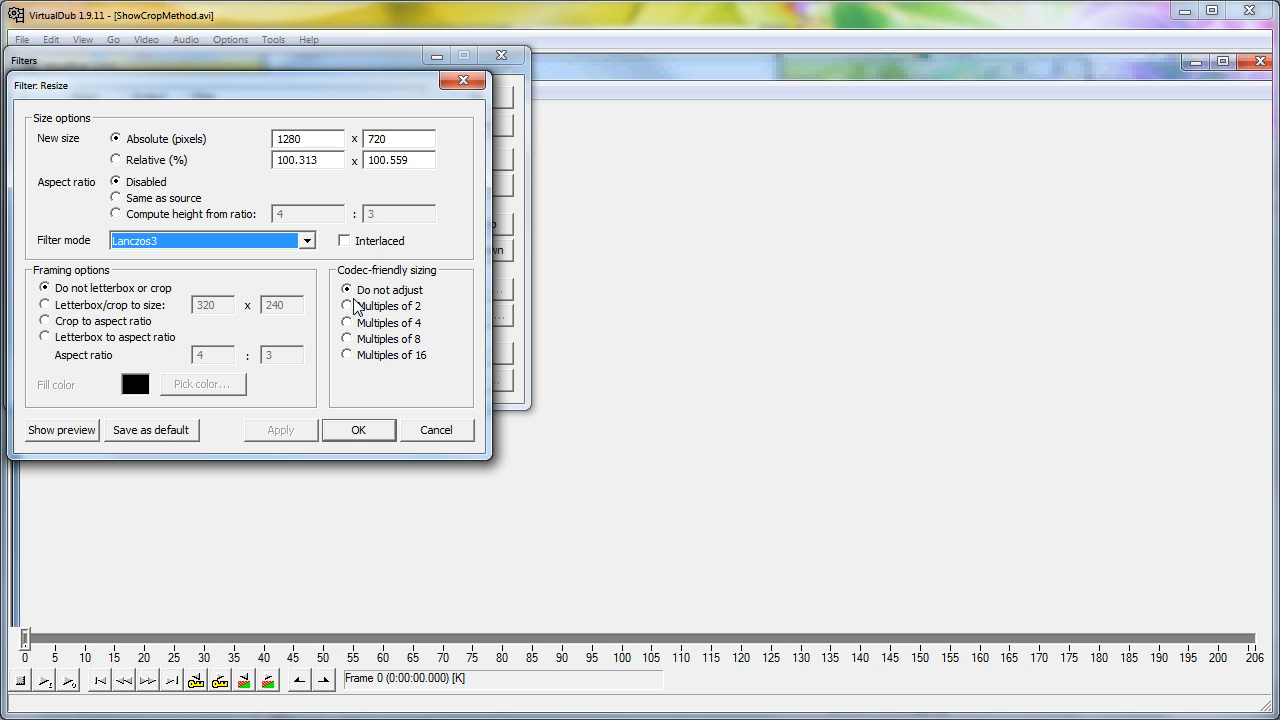 VirtualDub 1.9.11 - [ShowCropMethod.avi]
File Edit View Go Video Audio Options Tools Help
Filters
Filter: Resize
Size options
New size Absolute (pixels) 1280 x 720
Relative (%) 100.313 x 100.559
Aspect ratio Disabled
Same as source
Compute height from ratio: 4 : 3
Filter mode Lanczos3 Interlaced
Framing options
Do not letterbox or crop
Letterbox/crop to size: 320 x 240
Crop to aspect ratio
Letterbox to aspect ratio
Aspect ratio 4 : 3
Fill color Pick color...
Codec-friendly sizing
Do not adjust
Multiples of 2
Multiples of 4
Multiples of 8
Multiples of 16
Show preview Save as default Apply OK Cancel
0 5 10 15 20 25 30 35 40 45 50 55 60 65 70 75 80 85 90 95 100 105 110 115 120 125 130 135 140 145 150 155 160 165 170 175 180 185 190 195 200 206
Frame 0 (0:00:00.000) [K]